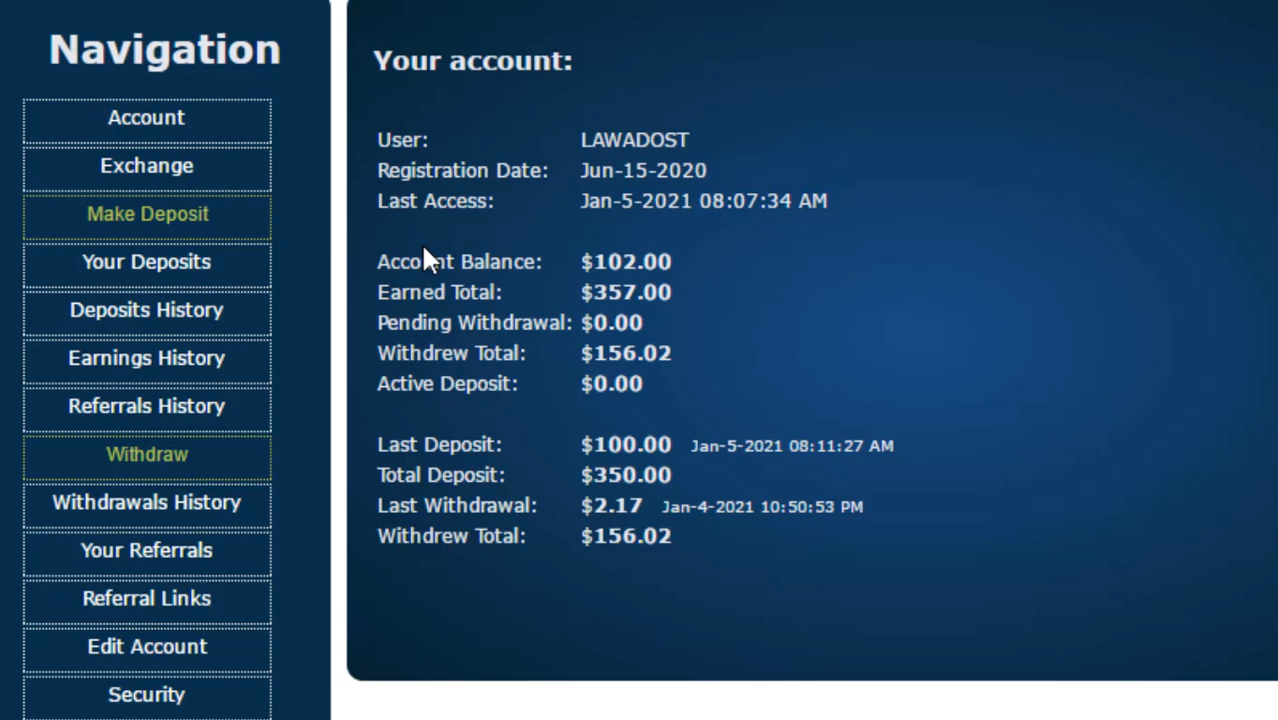 Navigation
Account
Exchange
Make Deposit
Your Deposits
Deposits History
Earnings History
Referrals History
Withdraw
Withdrawals History
Your Referrals
Referral Links
Edit Account
Security
Your account:
User: LAWADOST
Registration Date: Jun-15-2020
Last Access: Jan-5-2021 08:07:34 AM
Account Balance: $102.00
Earned Total: $357.00
Pending Withdrawal: $0.00
Withdrew Total: $156.02
Active Deposit: $0.00
Last Deposit: $100.00 Jan-5-2021 08:11:27 AM
Total Deposit: $350.00
Last Withdrawal: $2.17 Jan-4-2021 10:50:53 PM
Withdrew Total: $156.02